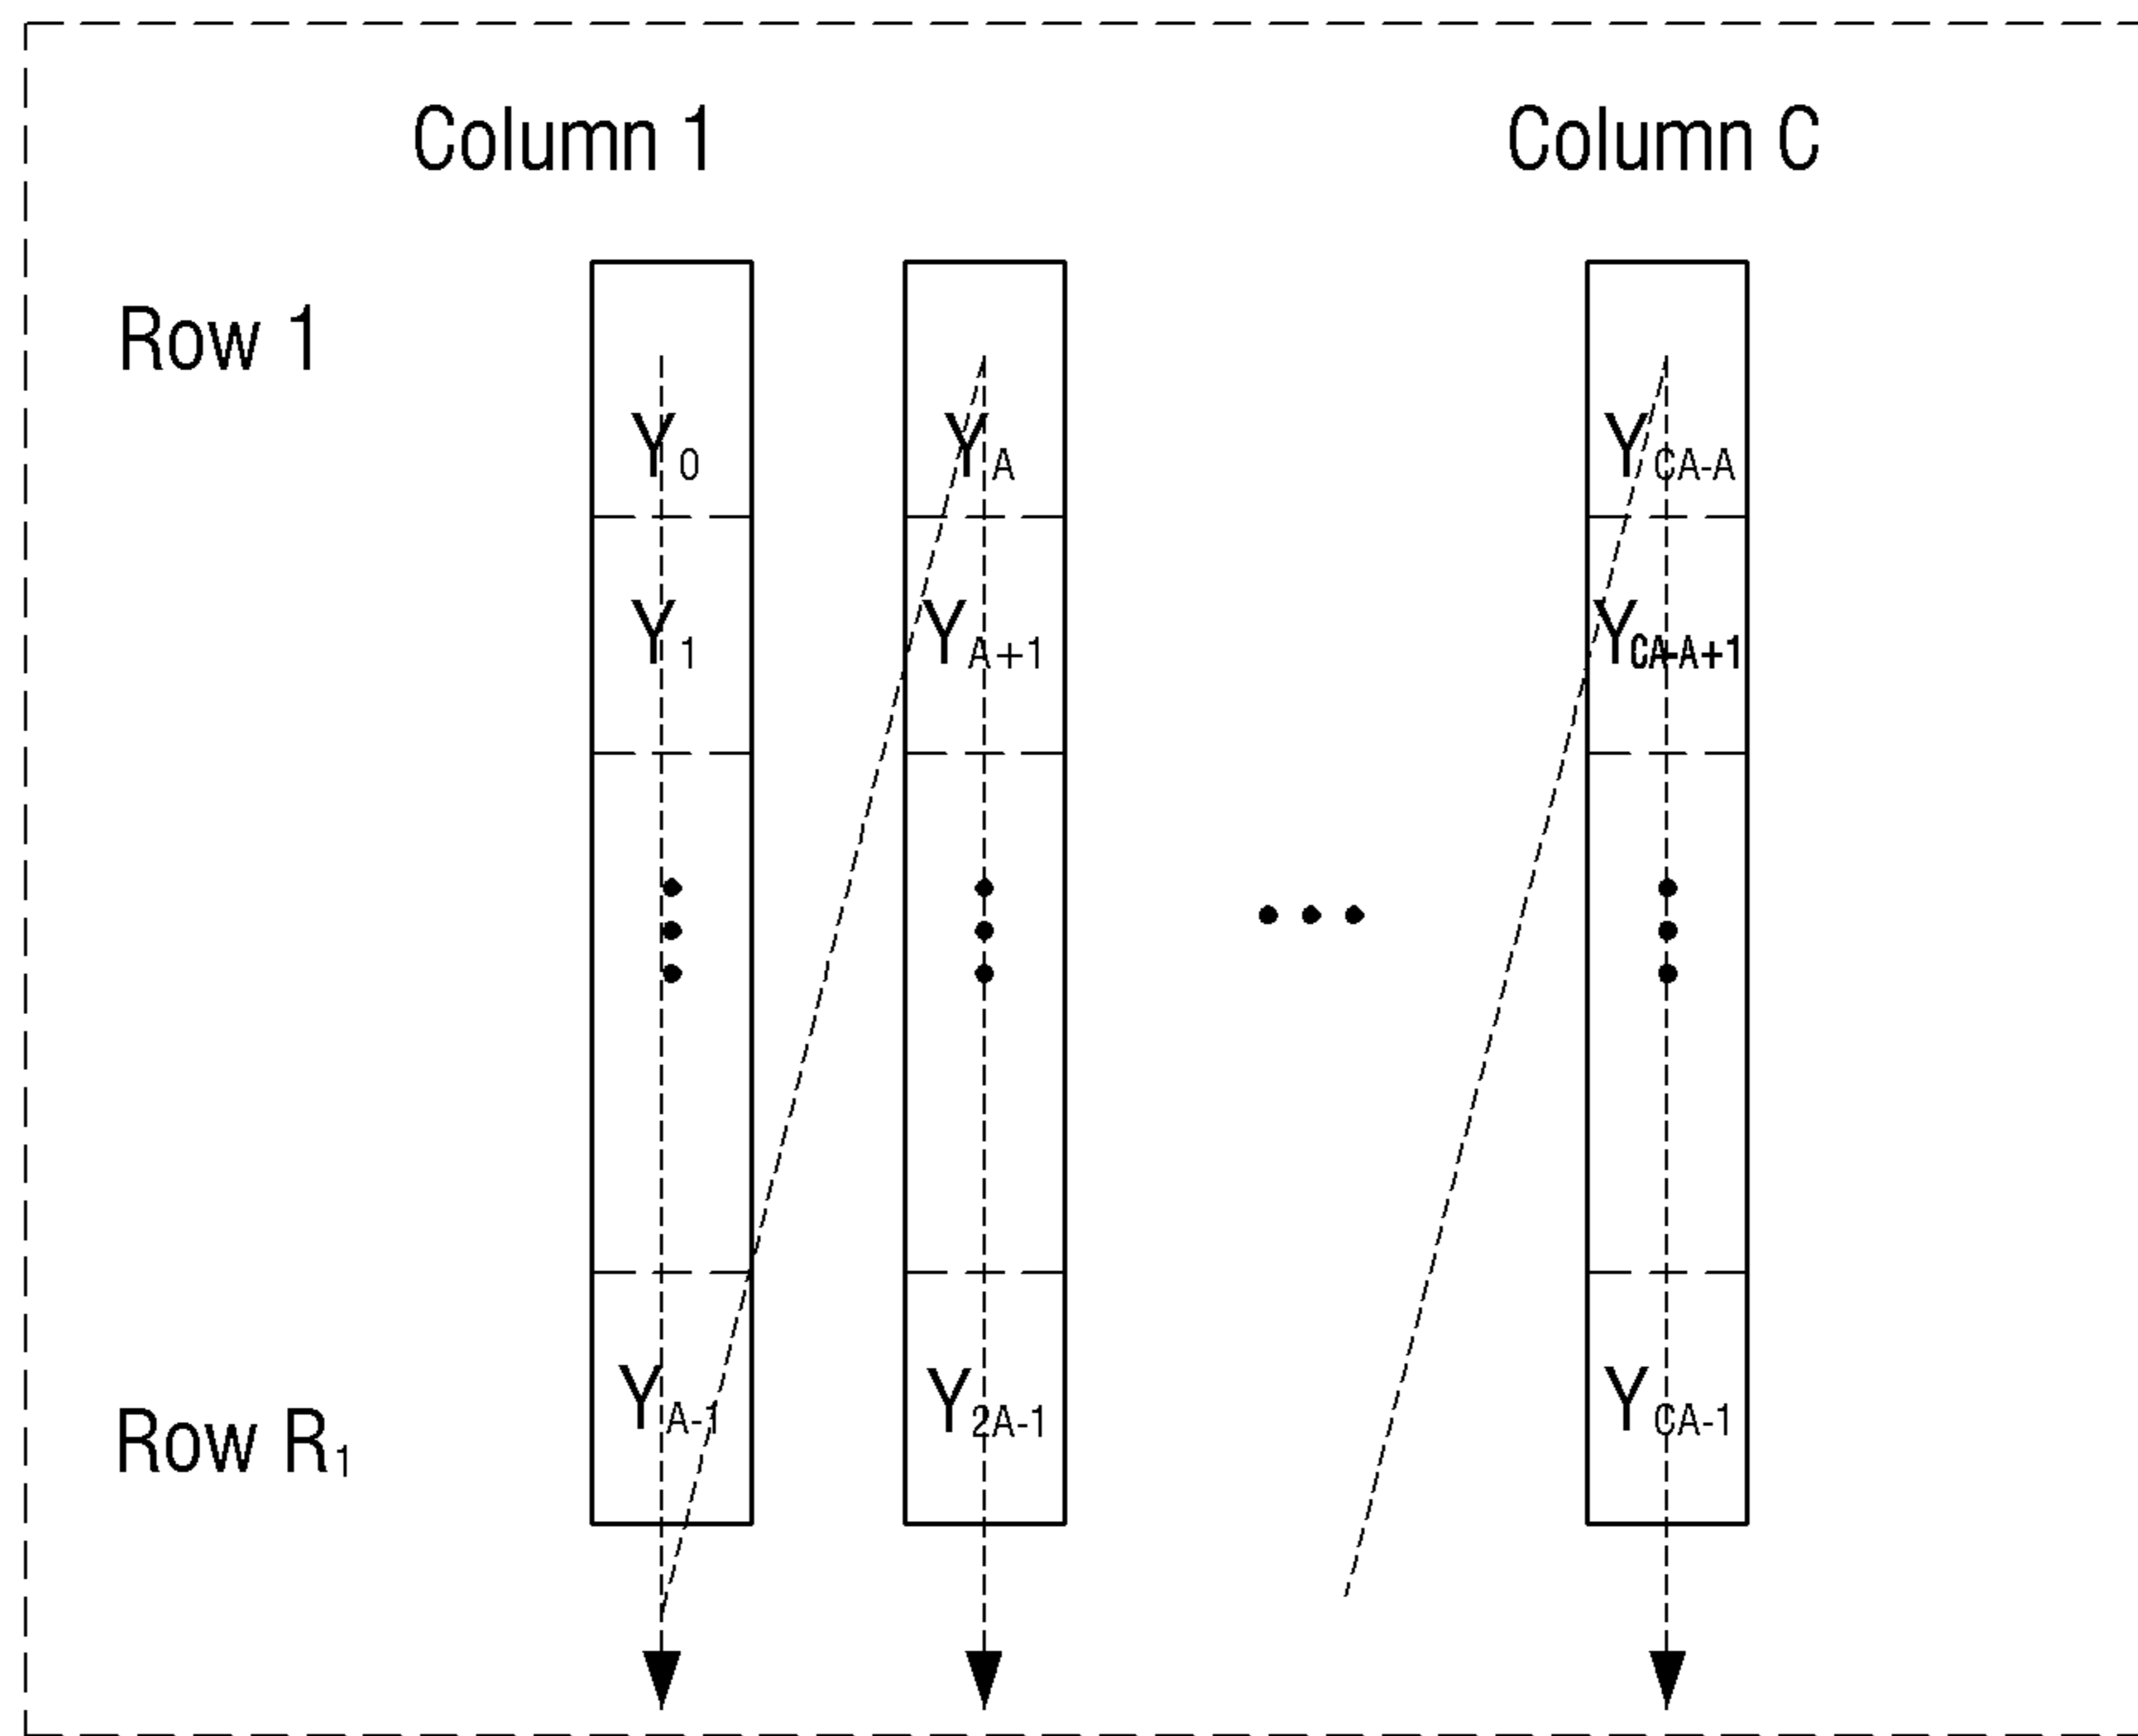 Column 1 Column C
Row 1
Y0 YA YCA-A
Y1 YA+1 YCA-A+1
YA-1 Y2A-1 YCA-1
Row R1